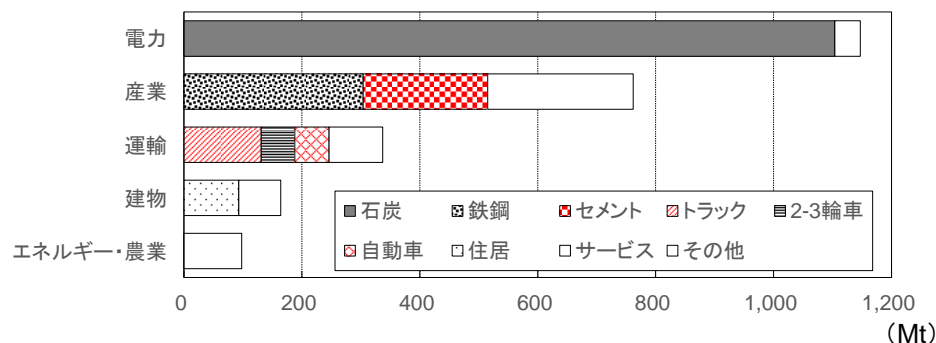 電力
産業
運輸
建物
エネルギー・農業
石炭 鉄鋼 セメント トラック 2-3輪車
自動車 住居 サービス その他
0 200 400 600 800 1,000 1,200
（Mt）